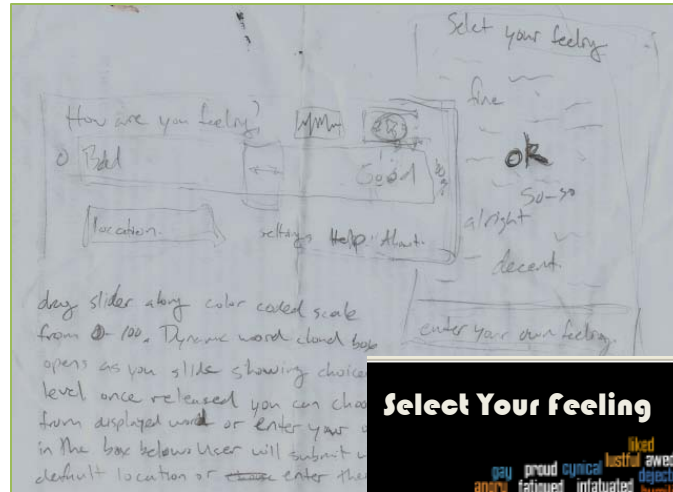 Select your feeling
fine
ok
so-so
alright
decent
enter your own feeling.
How are you feeling?
0 Bad
Good
location
settings Help About
drag slider along color coded scale
from 0-100. Dynamic word cloud box
opens as you slide showing choice
level once released you can cho
from displayed word or enter your o
in the box below. User will submit w
default location or enter the
Select Your Feeling
liked
gay proud cynical lustful awed
deject
angry fatigued infatuated